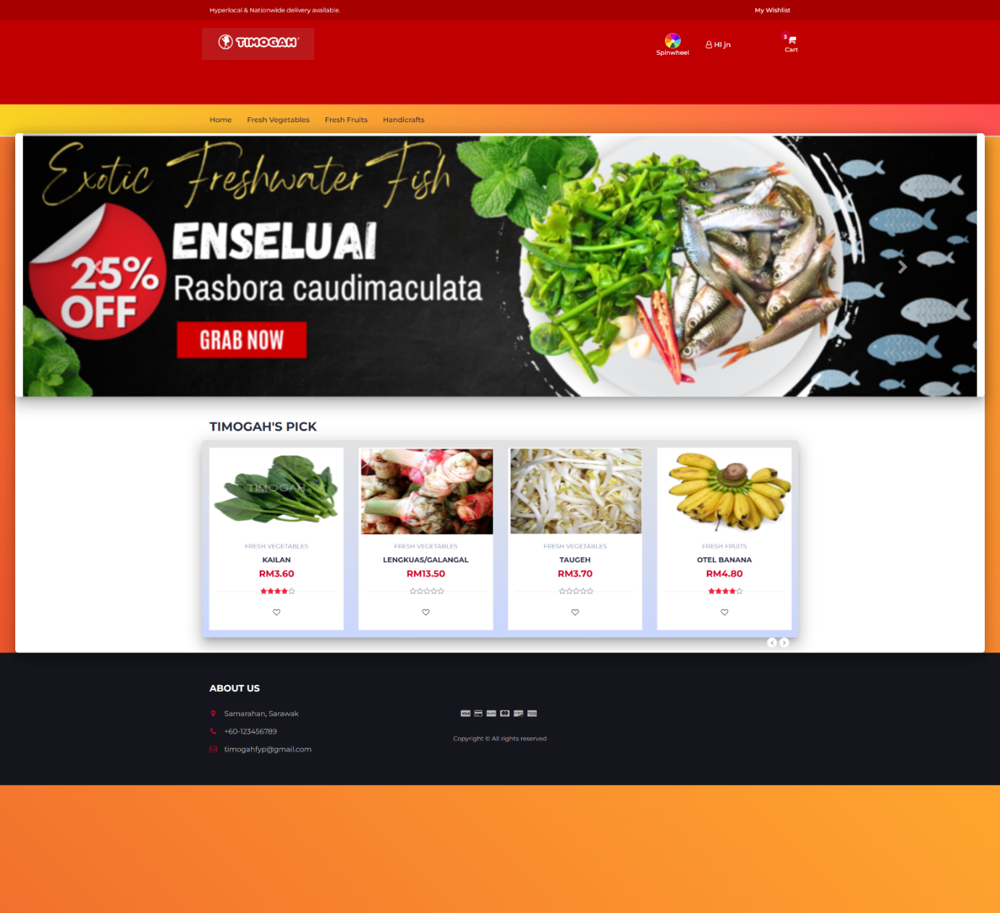 Hyperlocal & Nationwide delivery available.
My Wishlist
TIMOGAH
Spinwheel
HI jn
3
Cart
Home
Fresh Vegetables
Fresh Fruits
Handicrafts
Exotic Freshwater Fish
25%
OFF
ENSELUAI
Rasbora caudimaculata
GRAB NOW
TIMOGAH'S PICK
TIMOGAH
FRESH VEGETABLES
KAILAN
RM3.60
FRESH VEGETABLES
LENGKUAS/GALANGAL
RM13.50
FRESH VEGETABLES
TAUGEH
RM3.70
FRESH FRUITS
OTEL BANANA
RM4.80
ABOUT US
Samarahan, Sarawak
+60-123456789
timogahfyp@gmail.com
VISA
Copyright © All rights reserved